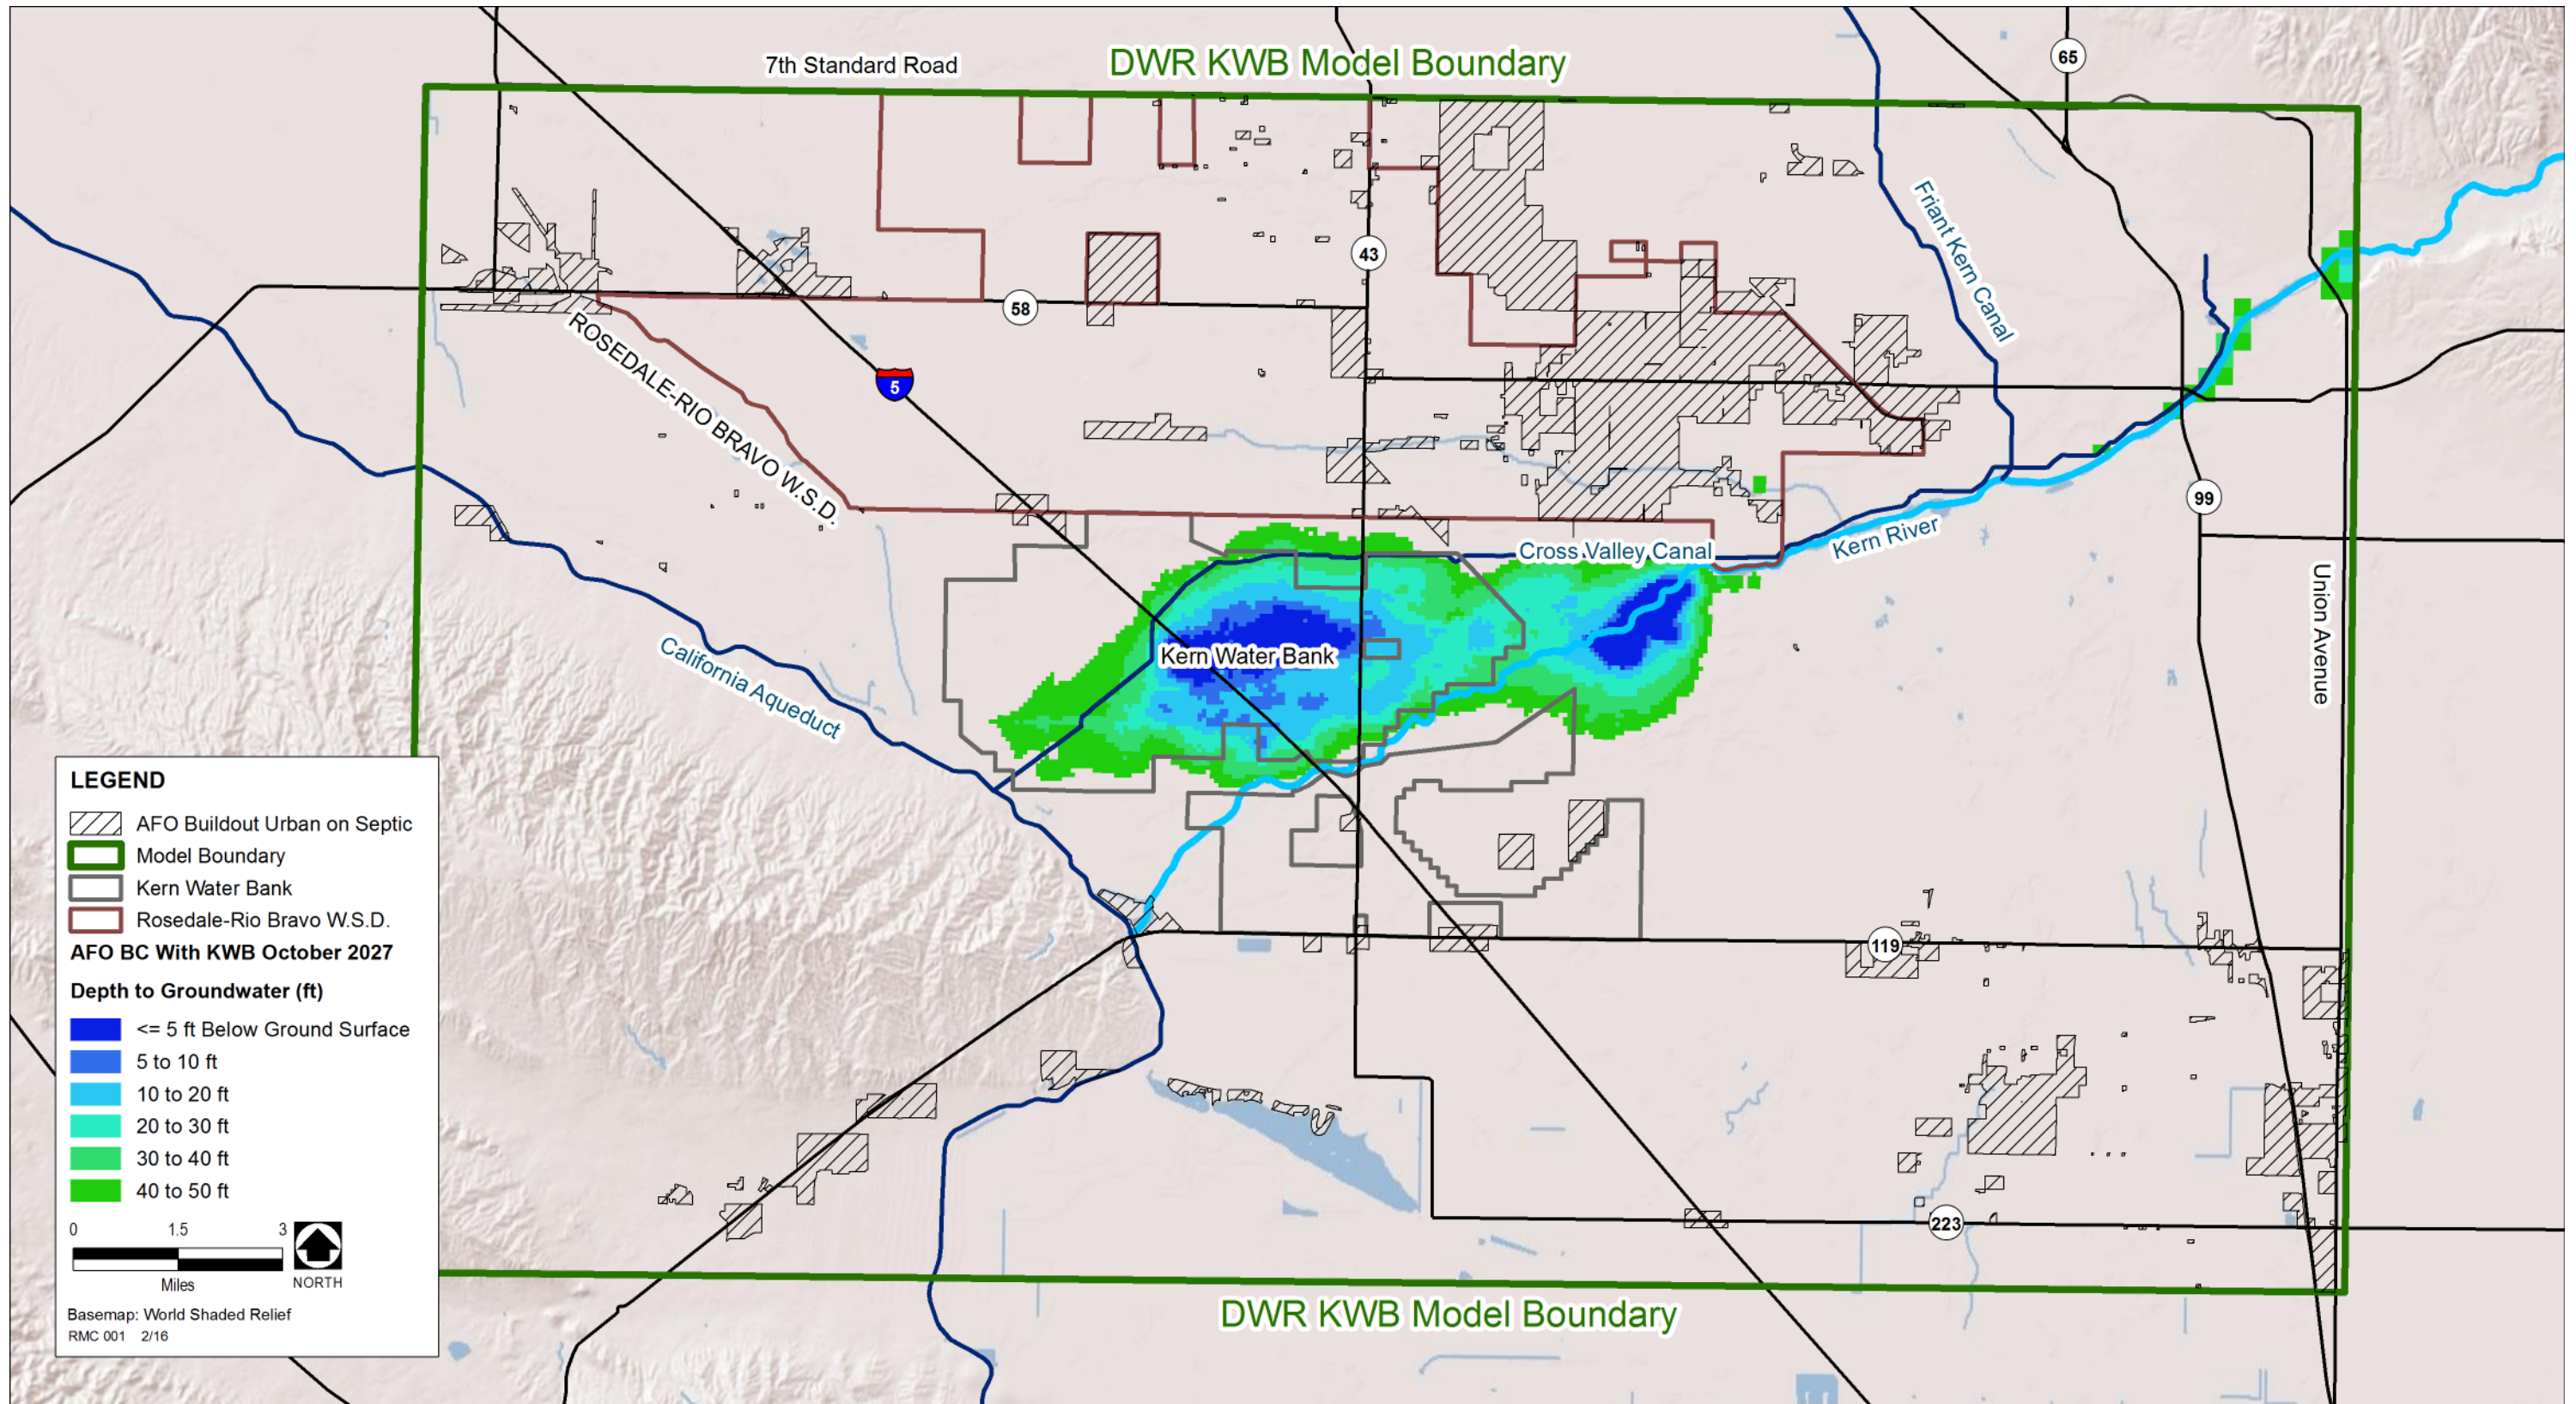 7th Standard Road
DWR KWB Model Boundary
65
Friant Kern Canal
43
58
ROSEDALE-RIO BRAVO W.S.D.
5
99
Kern River
Cross Valley Canal
Union Avenue
Kern Water Bank
California Aqueduct
LEGEND
AFO Buildout Urban on Septic
Model Boundary
Kern Water Bank
Rosedale-Rio Bravo W.S.D.
AFO BC With KWB October 2027
Depth to Groundwater (ft)
<= 5 ft Below Ground Surface
5 to 10 ft
10 to 20 ft
20 to 30 ft
30 to 40 ft
40 to 50 ft
0 1.5 3
Miles
NORTH
Basemap: World Shaded Relief
RMC 001 2/16
119
223
DWR KWB Model Boundary